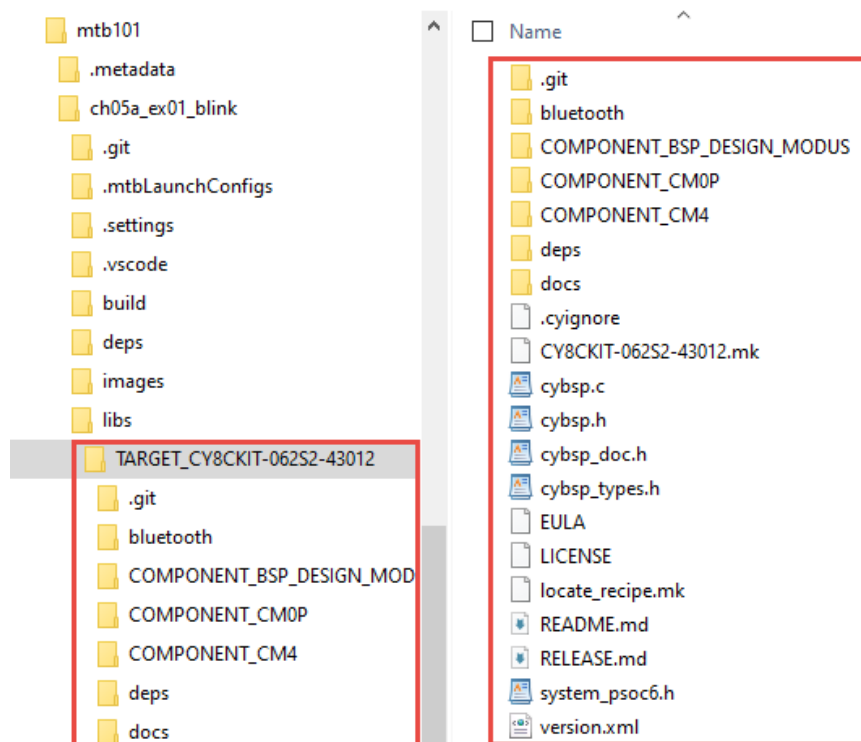 mtb101
.metadata
ch05a_ex01_blink
.git
.mtbLaunchConfigs
.settings
.vscode
build
deps
images
libs
TARGET_CY8CKIT-062S2-43012
.git
bluetooth
COMPONENT_BSP_DESIGN_MOD
COMPONENT_CM0P
COMPONENT_CM4
deps
docs
Name
.git
bluetooth
COMPONENT_BSP_DESIGN_MODUS
COMPONENT_CM0P
COMPONENT_CM4
deps
docs
.cyignore
CY8CKIT-062S2-43012.mk
cybsp.c
cybsp.h
cybsp_doc.h
cybsp_types.h
EULA
LICENSE
locate_recipe.mk
README.md
RELEASE.md
system_psoc6.h
version.xml